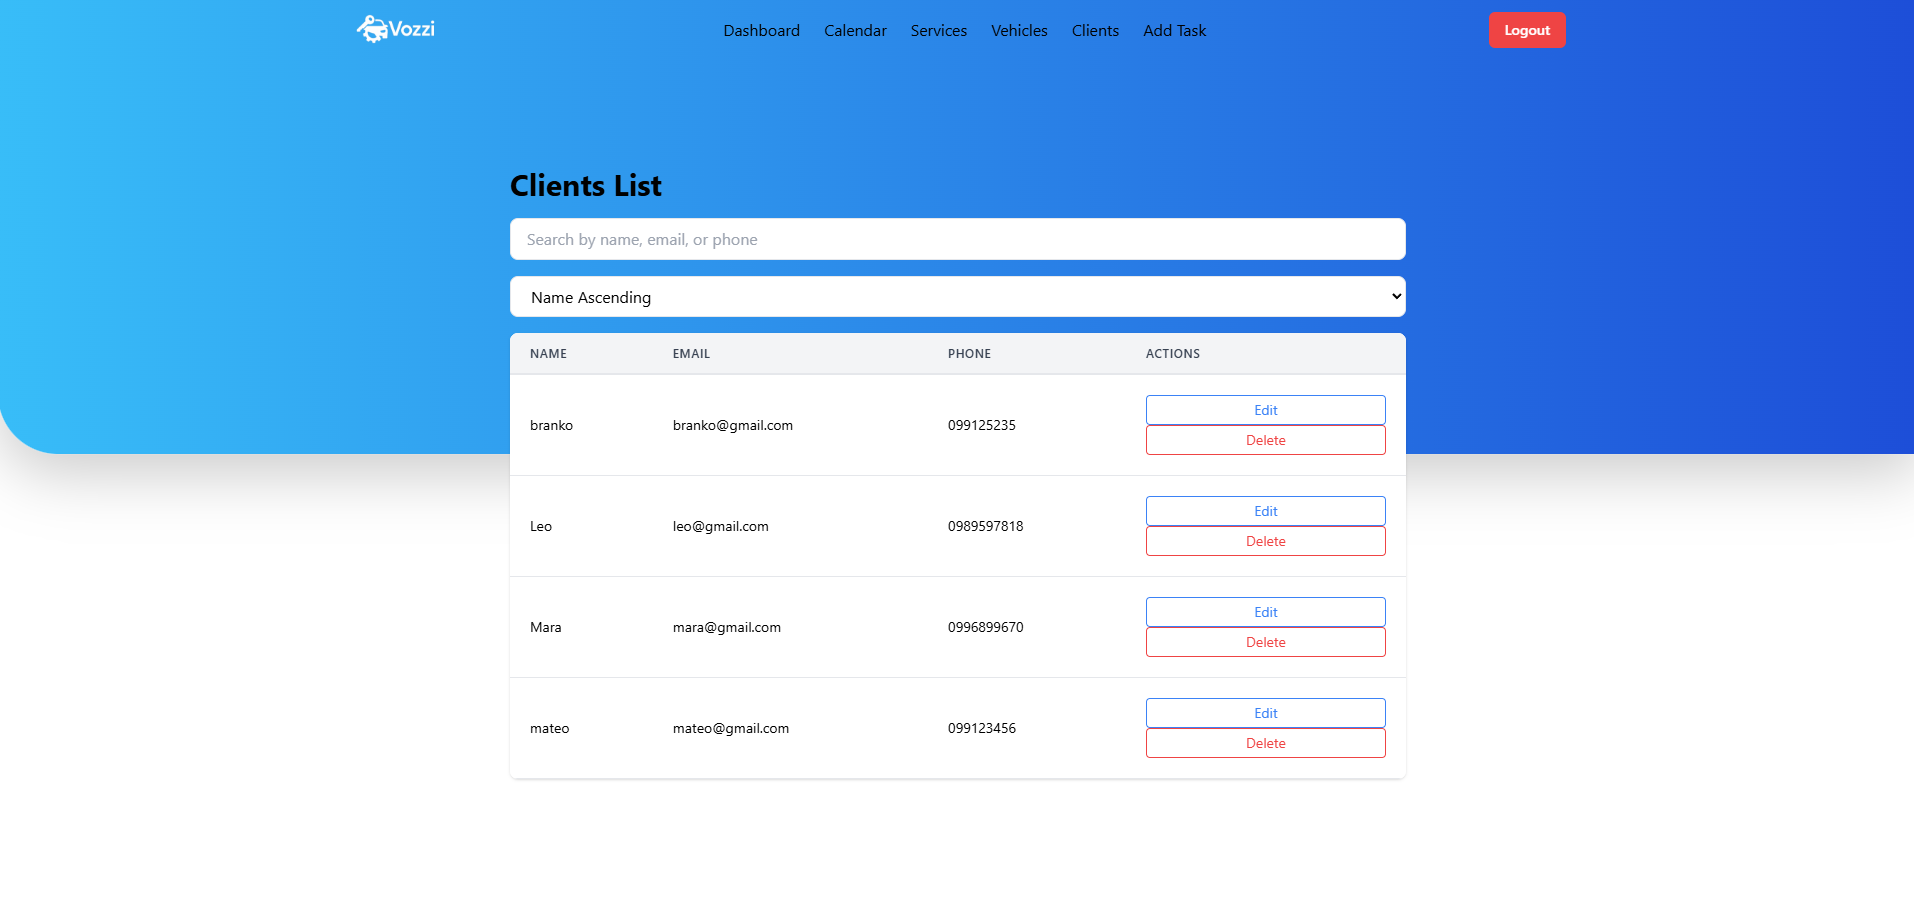 Vozzi Dashboard Calendar Services Vehicles Clients Add Task Logout
Clients List
Search by name, email, or phone
Name Ascending
NAME EMAIL PHONE ACTIONS
branko branko@gmail.com 099125235 Edit
Delete
Leo leo@gmail.com 0989597818 Edit
Delete
Mara mara@gmail.com 0996899670 Edit
Delete
mateo mateo@gmail.com 099123456 Edit
Delete